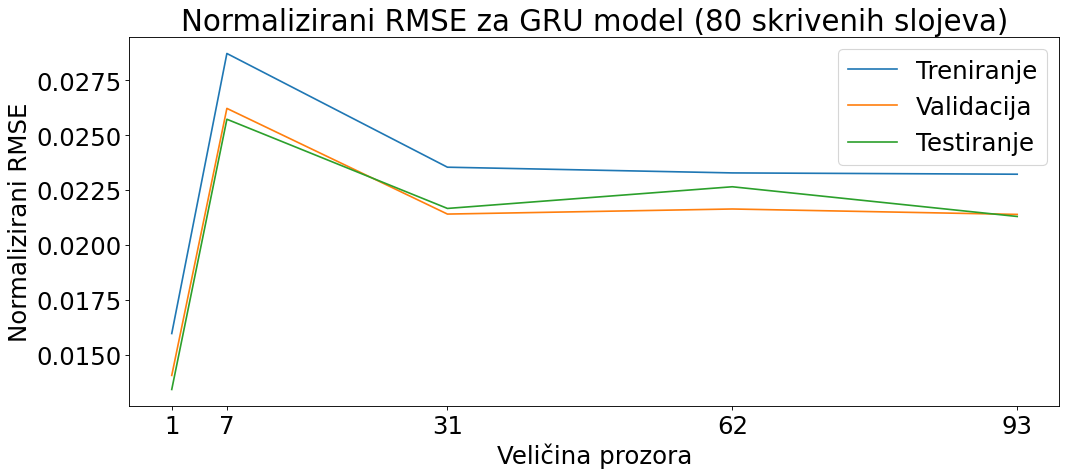 Normalizirani RMSE za GRU model (80 skrivenih slojeva)
Normalizirani RMSE
0.0275
0.0250
0.0225
0.0200
0.0175
0.0150
Treniranje
Validacija
Testiranje
1 7 31 62 93
Veličina prozora